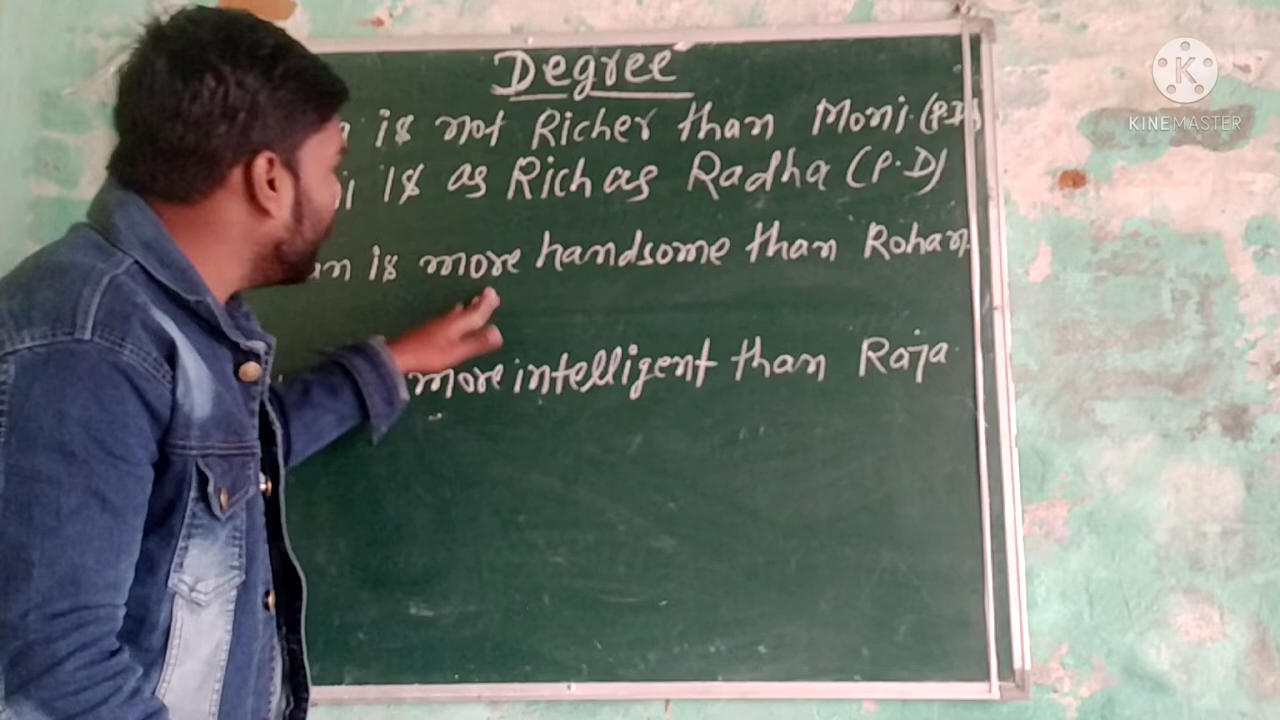 Degree
is not Richer than Moni.
is as Rich as Radha (P.D)
is more handsome than Rohan
more intelligent than Raja
KINEMASTER